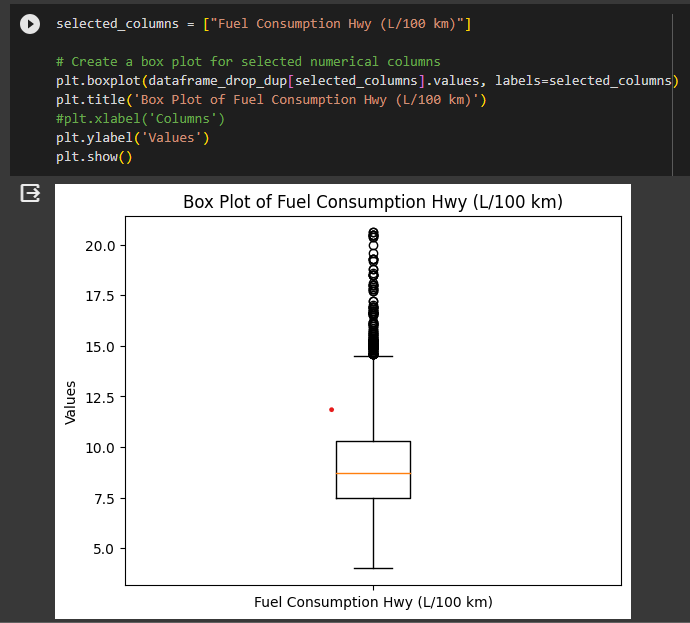 selected_columns = ["Fuel Consumption Hwy (L/100 km)"]
# Create a box plot for selected numerical columns
plt.boxplot(dataframe_drop_dup[selected_columns].values, labels=selected_columns)
plt.title('Box Plot of Fuel Consumption Hwy (L/100 km)')
#plt.xlabel('Columns')
plt.ylabel('Values')
plt.show()
Box Plot of Fuel Consumption Hwy (L/100 km)
20.0
17.5
15.0
12.5
10.0
7.5
5.0
Values
Fuel Consumption Hwy (L/100 km)